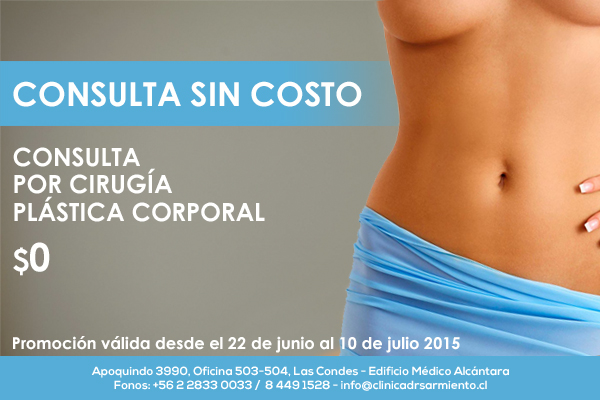 CONSULTA SIN COSTO
CONSULTA
POR CIRUGÍA
PLÁSTICA CORPORAL
$0
Promoción válida desde el 22 de junio al 10 de julio 2015
Apoquindo 3990, Oficina 503-504, Las Condes - Edificio Médico Alcántara
Fonos: +56 2 2833 0033 / 8 449 1528 - info@clinicadrsarmiento.cl